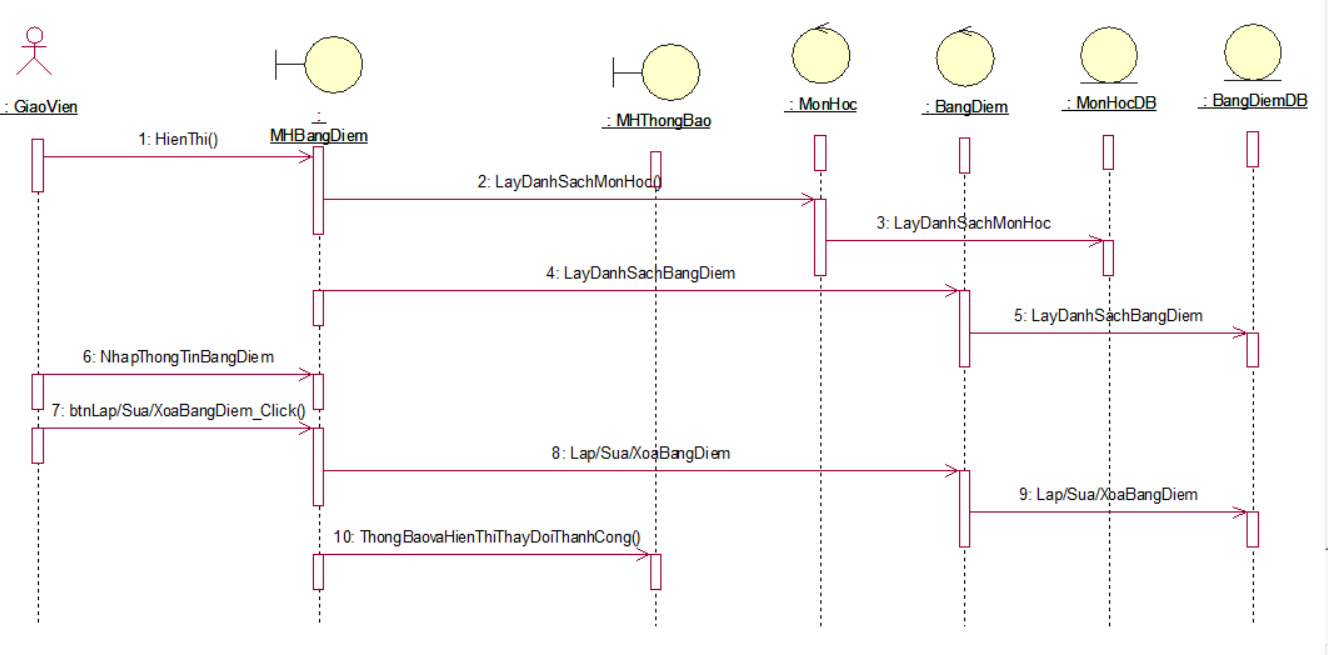 : GiaoVien
:
MHBangDiem
: MHThongBao
: MonHoc
: BangDiem
: MonHocDB
: BangDiemDB
1: HienThi()
2: LayDanhSachMonHoc()
3: LayDanhSachMonHoc
4: LayDanhSachBangDiem
5: LayDanhSachBangDiem
6: NhapThongTinBangDiem
7: btnLap/Sua/XoaBangDiem_Click()
8: Lap/Sua/XoaBangDiem
9: Lap/Sua/XoaBangDiem
10: ThongBaovaHienThiThayDoiThanhCong()